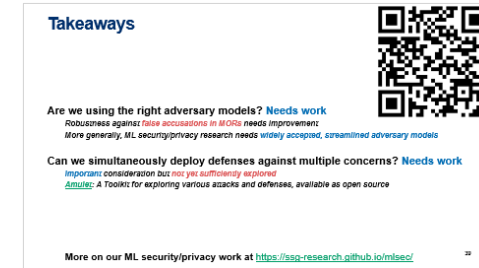 Takeaways
Are we using the right adversary models? Needs work
Robustness against false accusations in MORs needs improvement
More generally, ML security/privacy research needs widely accepted, streamlined adversary models
Can we simultaneously deploy defenses against multiple concerns? Needs work
Important consideration but not yet sufficiently explored
Amulet: A Toolkit for exploring various attacks and defenses, available as open source
More on our ML security/privacy work at https://ssg-research.github.io/mlsec/